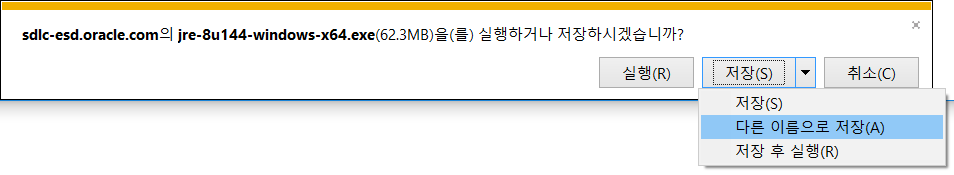 sdlc-esd.oracle.com의 jre-8u144-windows-x64.exe(62.3MB)을(를) 실행하거나 저장하시겠습니까?
실행(R) 저장(S) 취소(C)
저장(S)
다른 이름으로 저장(A)
저장 후 실행(R)